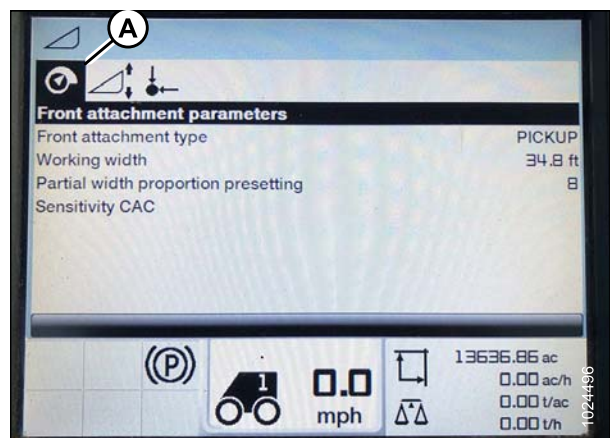 A
Front attachment parameters
Front attachment type PICKUP
Working width 34.8 ft
Partial width proportion presetting 8
Sensitivity CAC
(P)
1
0.0
mph
13636.86 ac
0.00 ac/h
0.00 t/ac
0.00 t/h
1024496